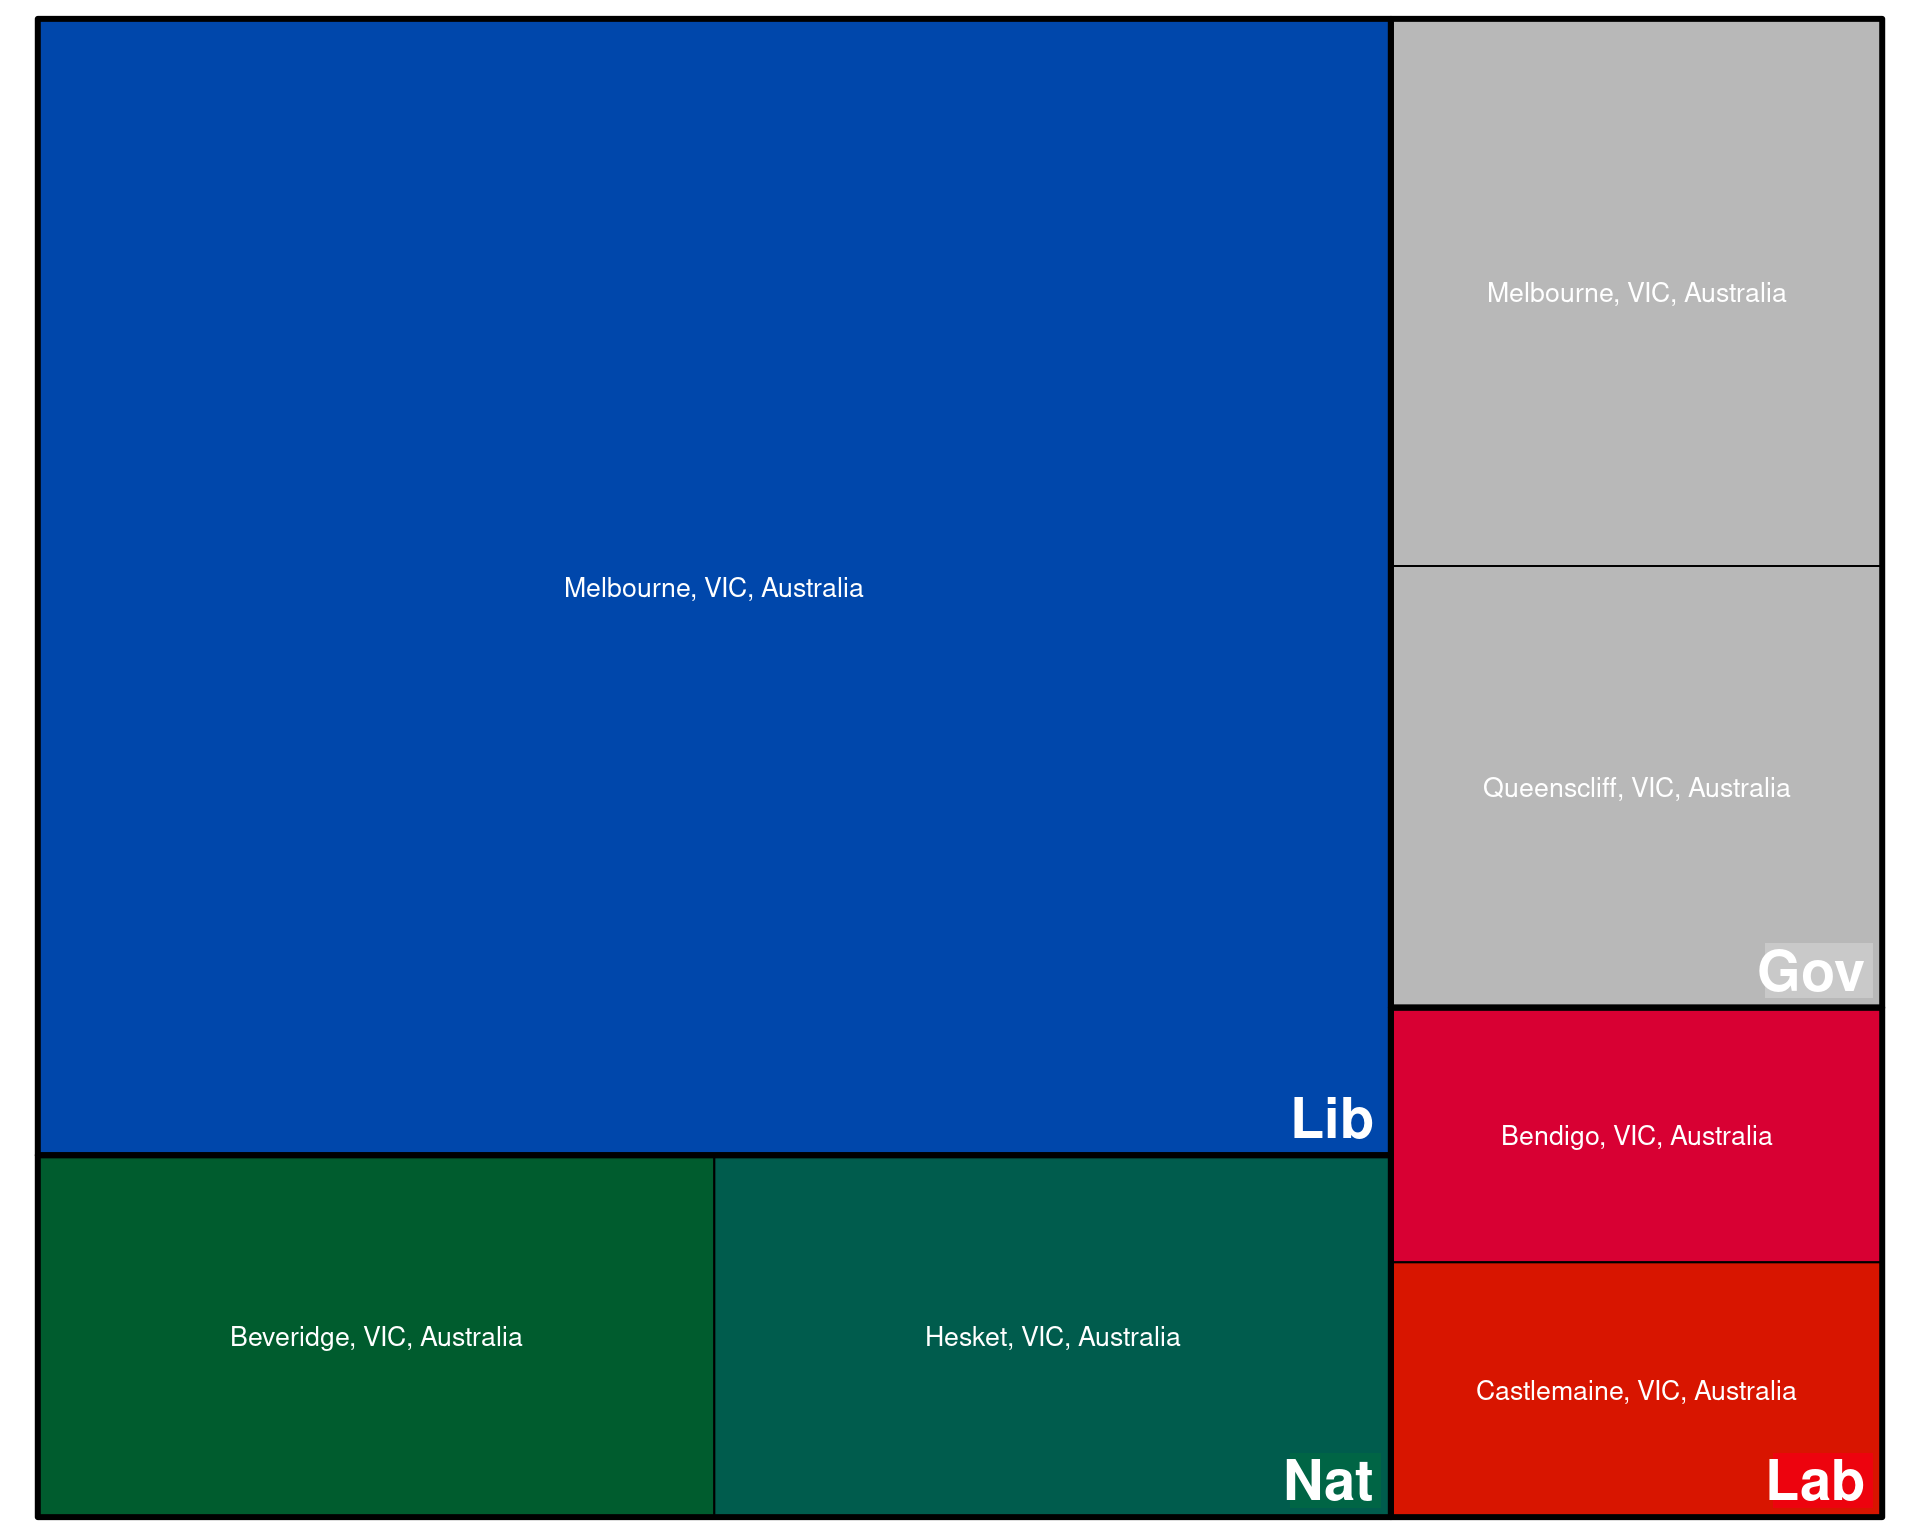 Melbourne, VIC, Australia
Lib
Melbourne, VIC, Australia
Queenscliff, VIC, Australia
Gov
Beveridge, VIC, Australia
Hesket, VIC, Australia
Nat
Bendigo, VIC, Australia
Castlemaine, VIC, Australia
Lab